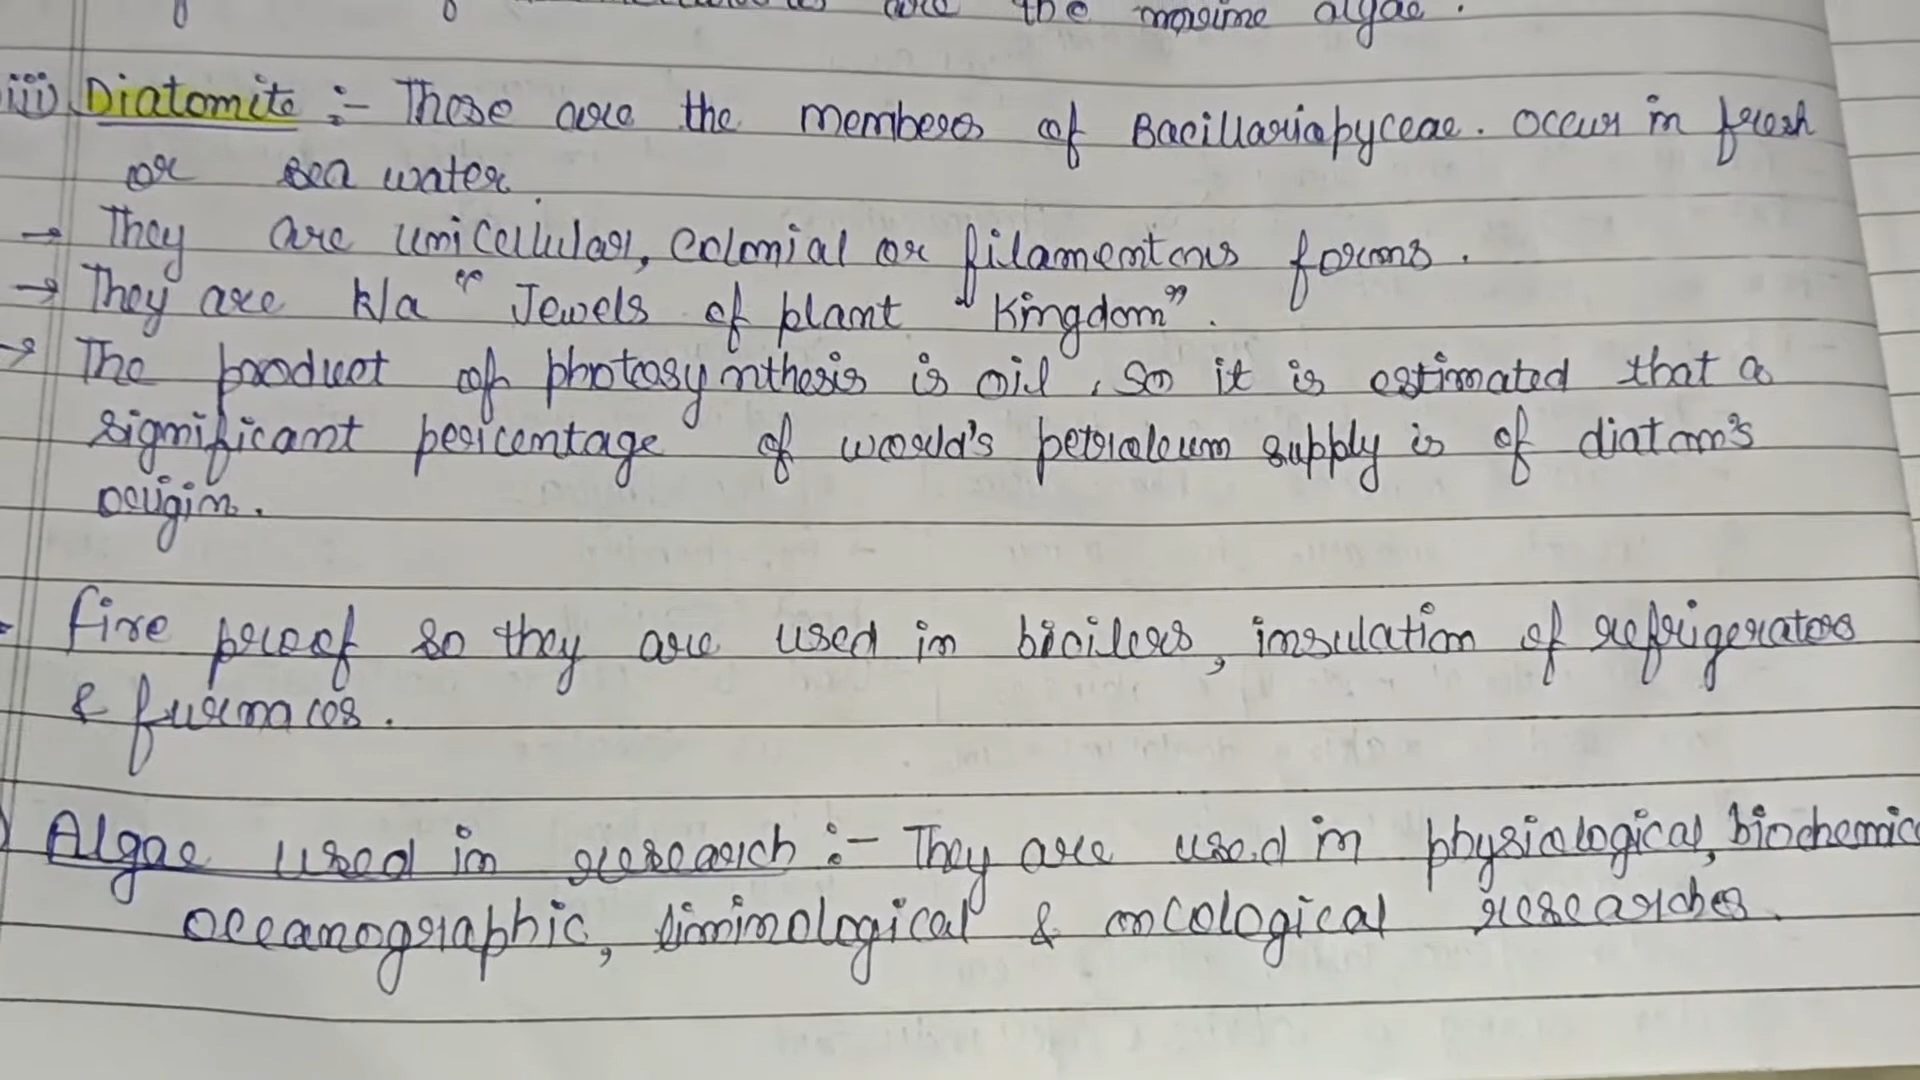 are the marine algae.
iii) Diatomite :- These are the members of Bacillariapyceae. Occur in fresh
or sea water.
→ They are unicellular, colonial or filamentous forms.
→ They are k/a " Jewels of plant Kingdom".
→ The product of photosynthesis is oil, so it is estimated that a
significant percentage of world's petroleum supply is of diatom's
origin.
fire proof so they are used in boilers, insulation of refrigerators
& furnaces.
Algae used in research :- They are used in physiological, biochemic
oceanographic, limnological & oncological researches.